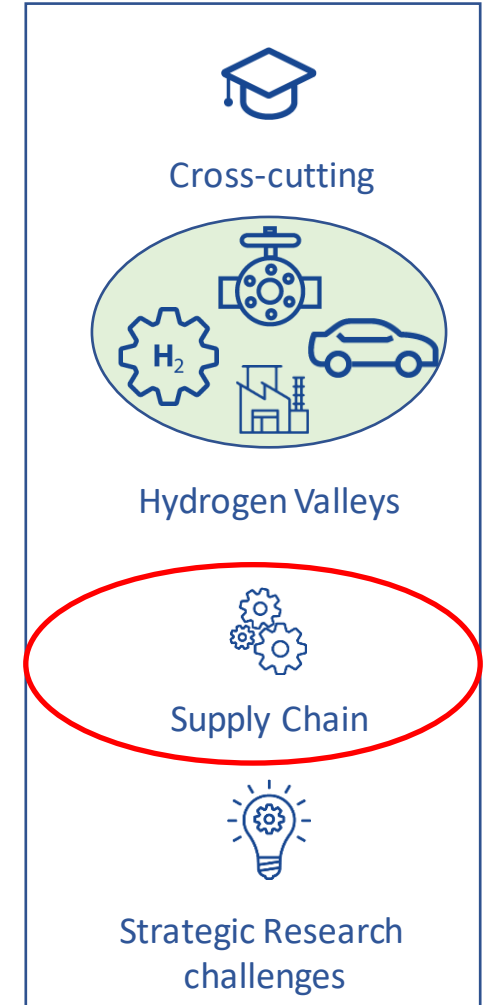 Cross-cutting
H₂
Hydrogen Valleys
Supply Chain
Strategic Research
challenges